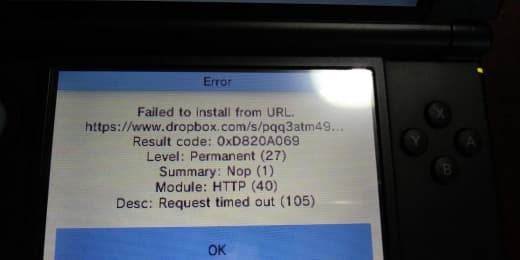 Error
Failed to install from URL.
https://www.dropbox.com/s/pqq3atm49...
Result code: 0xD820A069
Level: Permanent (27)
Summary: Nop (1)
Module: HTTP (40)
Desc: Request timed out (105)
OK
X
Y
A
B